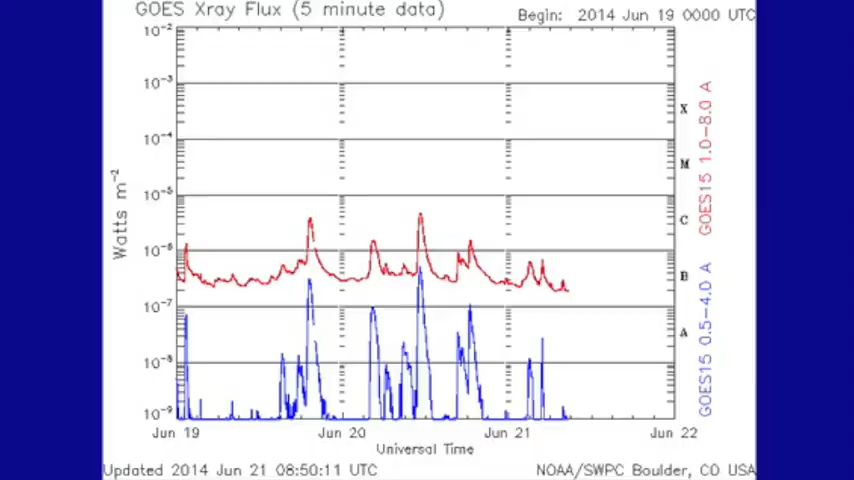 GOES Xray Flux (5 minute data)
Begin: 2014 Jun 19 0000 UTC
10⁻²
10⁻³
10⁻⁴
10⁻⁵
10⁻⁶
10⁻⁷
10⁻⁸
10⁻⁹
Watts m⁻²
X
M
C
B
A
GOES15 1.0-8.0 A
GOES15 0.5-4.0 A
Jun 19
Jun 20
Jun 21
Jun 22
Universal Time
Updated 2014 Jun 21 08:50:11 UTC
NOAA/SWPC Boulder, CO USA